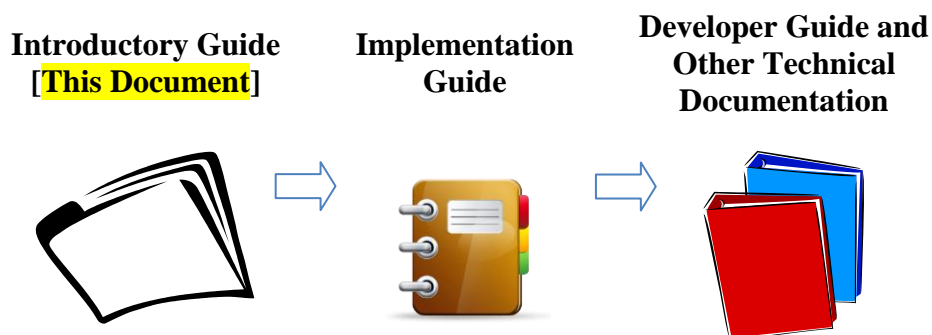 Introductory Guide
[This Document]
Implementation
Guide
Developer Guide and
Other Technical
Documentation